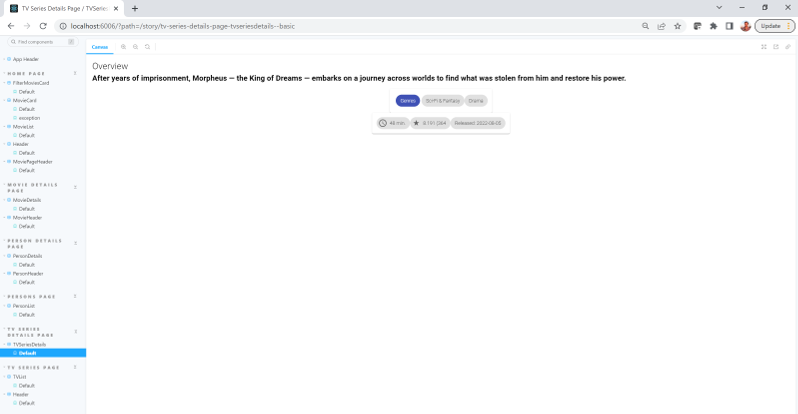 TV Series Details Page / TVSeries
localhost:6006/?path=/story/tv-series-details-page-tvseriesdetails--basic
Update
Find components
Canvas
App Header
HOME PAGE
FilterMoviesCard
Default
MovieCard
Default
exception
MovieList
Default
Header
Default
MoviePageHeader
Default
MOVIE DETAILS
PAGE
MovieDetails
Default
MovieHeader
Default
PERSON DETAILS
PAGE
PersonDetails
Default
PersonHeader
Default
PERSONS PAGE
PersonList
Default
TV SERIES
DETAILS PAGE
TVSeriesDetails
Default
TV SERIES PAGE
TVList
Default
Header
Default
Overview
After years of imprisonment, Morpheus — the King of Dreams — embarks on a journey across worlds to find what was stolen from him and restore his power.
Genres
Sci-Fi & Fantasy
Drama
48 min.
Released: 2022-08-05